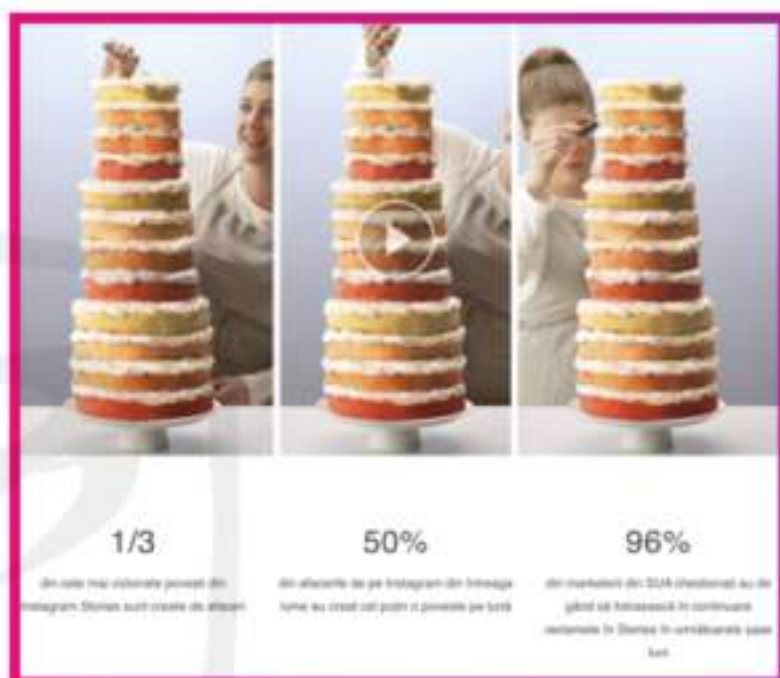 1/3
din cele mai vizionate povești din
Instagram Stories sunt create de afaceri
50%
din afacerile de pe Instagram din întreaga
lume au creat cel puțin o poveste pe lună
96%
din marketerii din SUA chestionați au de
gând să folosească în continuare
reclamele în Stories în următoarele șase
luni